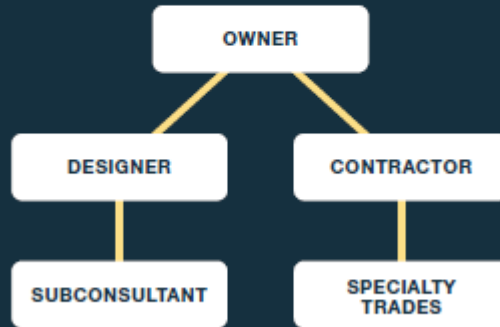 OWNER
DESIGNER
CONTRACTOR
SUBCONSULTANT
SPECIALTY
TRADES